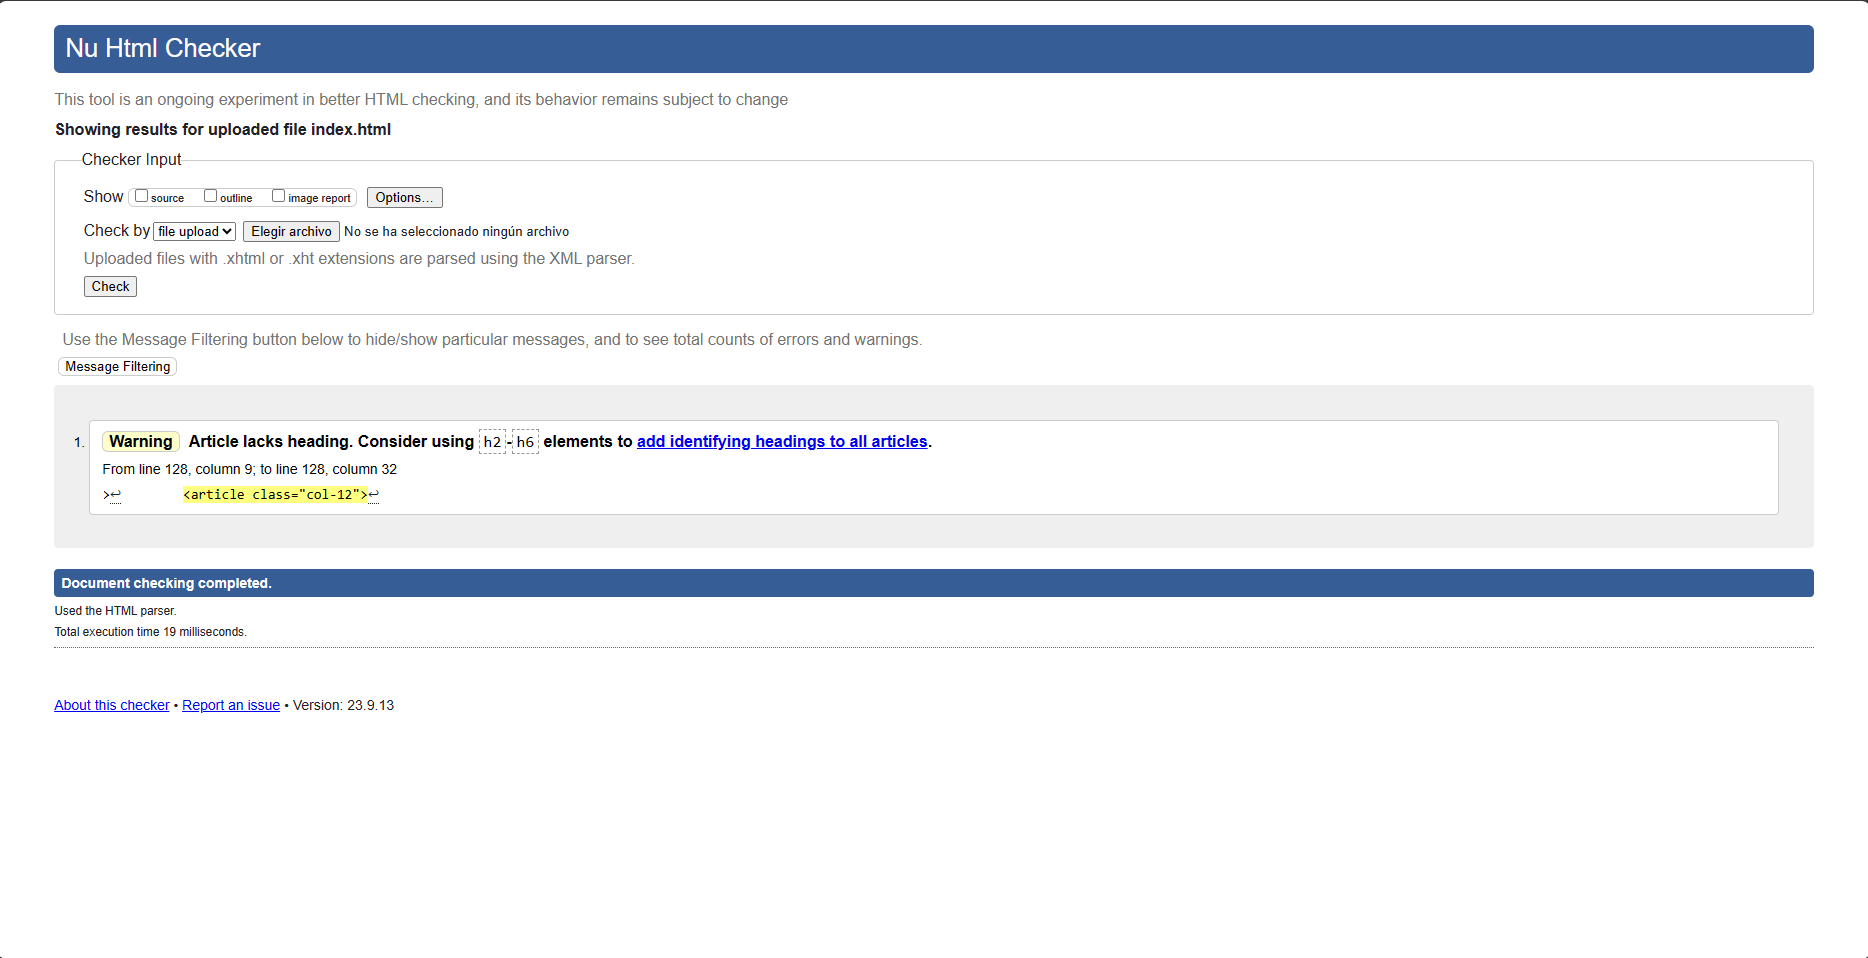 Nu Html Checker
This tool is an ongoing experiment in better HTML checking, and its behavior remains subject to change
Showing results for uploaded file index.html
Checker Input
Show source outline image report Options...
Check by file upload Elegir archivo No se ha seleccionado ningún archivo
Uploaded files with .xhtml or .xht extensions are parsed using the XML parser.
Check
Use the Message Filtering button below to hide/show particular messages, and to see total counts of errors and warnings.
Message Filtering
1. Warning Article lacks heading. Consider using h2-h6 elements to add identifying headings to all articles.
From line 128, column 9; to line 128, column 32
>↩ <article class="col-12">↩
Document checking completed.
Used the HTML parser.
Total execution time 19 milliseconds.
About this checker • Report an issue • Version: 23.9.13